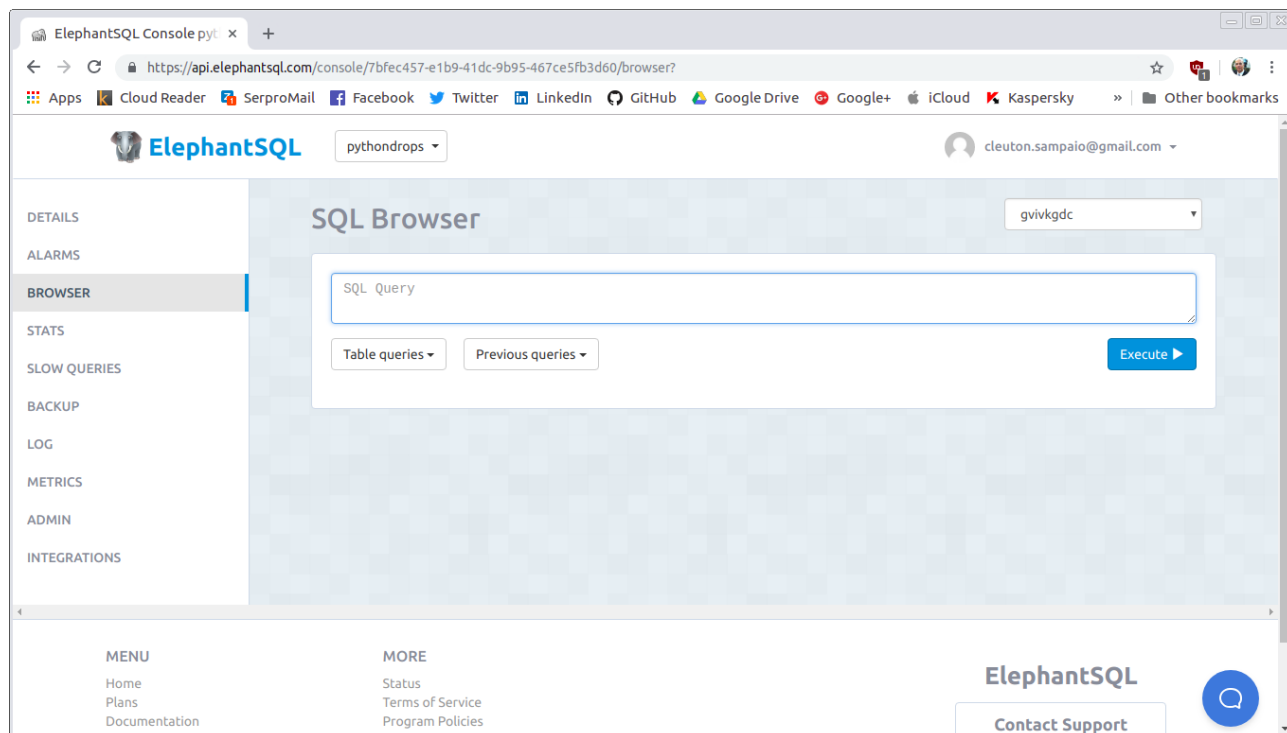 ElephantSQL Console pyt
https://api.elephantsql.com/console/7bfec457-e1b9-41dc-9b95-467ce5fb3d60/browser?
1
Apps Cloud Reader SerproMail Facebook Twitter LinkedIn GitHub Google Drive Google+ iCloud Kaspersky » Other bookmarks
ElephantSQL pythondrops cleuton.sampaio@gmail.com
DETAILS
ALARMS
BROWSER
STATS
SLOW QUERIES
BACKUP
LOG
METRICS
ADMIN
INTEGRATIONS
SQL Browser gvivkgdc
SQL Query
Table queries Previous queries Execute
MENU
Home
Plans
Documentation
MORE
Status
Terms of Service
Program Policies
ElephantSQL
Contact Support